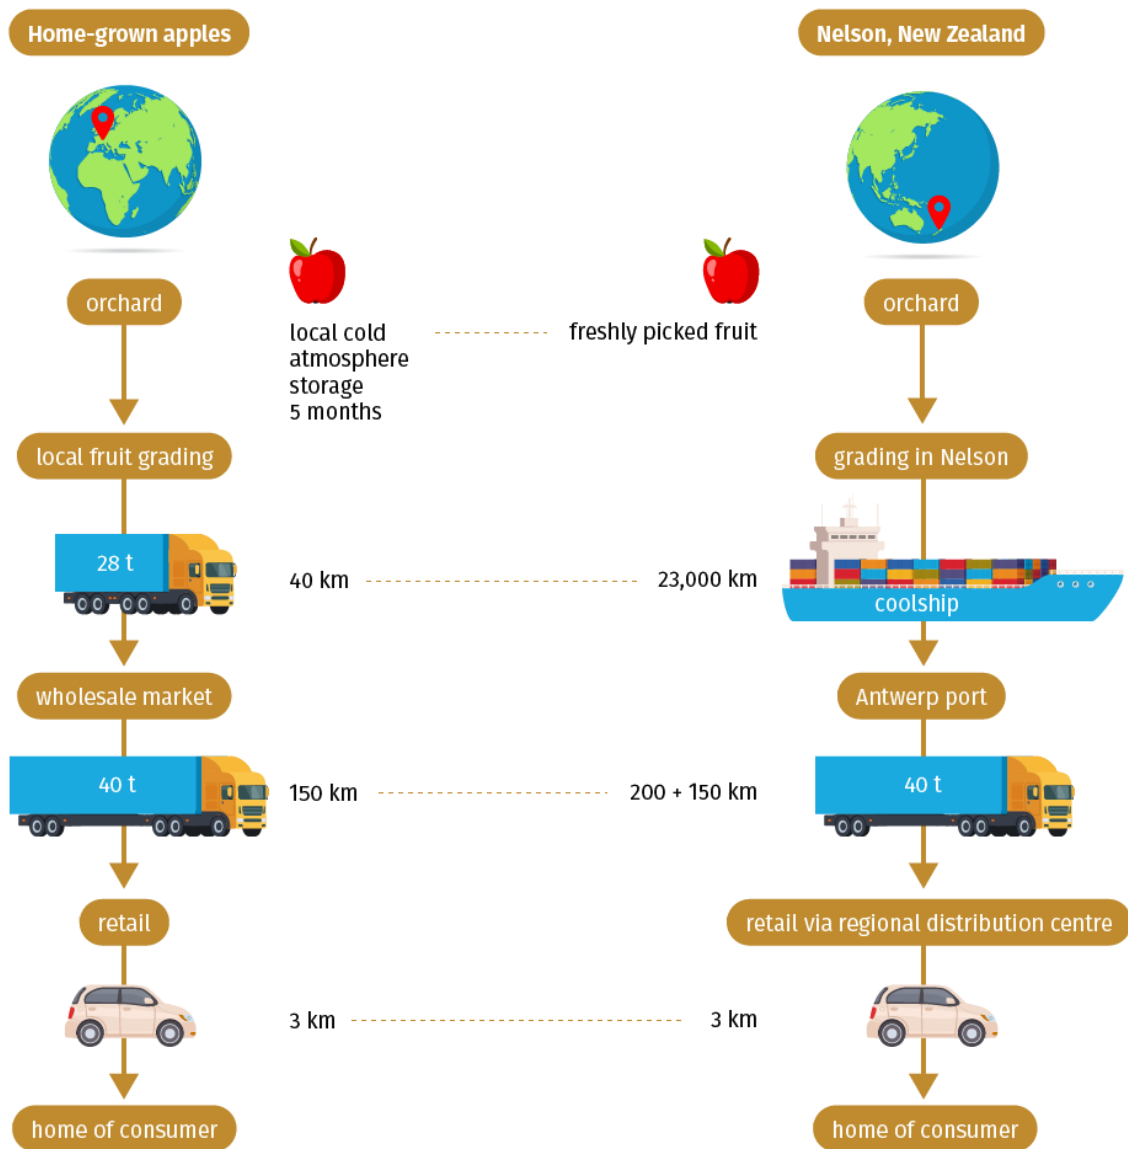 Home-grown apples
Nelson, New Zealand
orchard
orchard
local cold
atmosphere
storage
5 months
freshly picked fruit
local fruit grading
grading in Nelson
28 t
40 km
23,000 km
coolship
wholesale market
Antwerp port
40 t
150 km
200 + 150 km
40 t
retail
retail via regional distribution centre
3 km
3 km
home of consumer
home of consumer